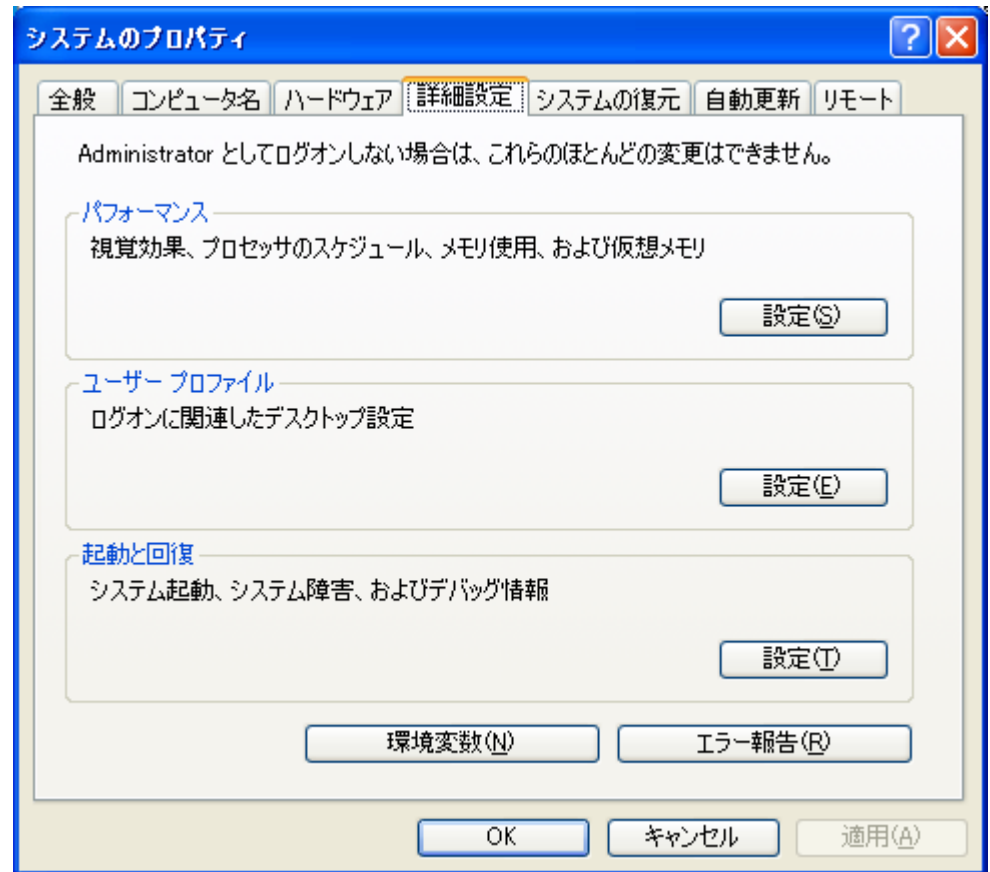 システムのプロパティ
全般 コンピュータ名 ハードウェア 詳細設定 システムの復元 自動更新 リモート
Administrator としてログオンしない場合は、これらのほとんどの変更はできません。
パフォーマンス
視覚効果、プロセッサのスケジュール、メモリ使用、および仮想メモリ
設定(S)
ユーザー プロファイル
ログオンに関連したデスクトップ設定
設定(E)
起動と回復
システム起動、システム障害、およびデバッグ情報
設定(T)
環境変数(N) エラー報告(R)
OK キャンセル 適用(A)